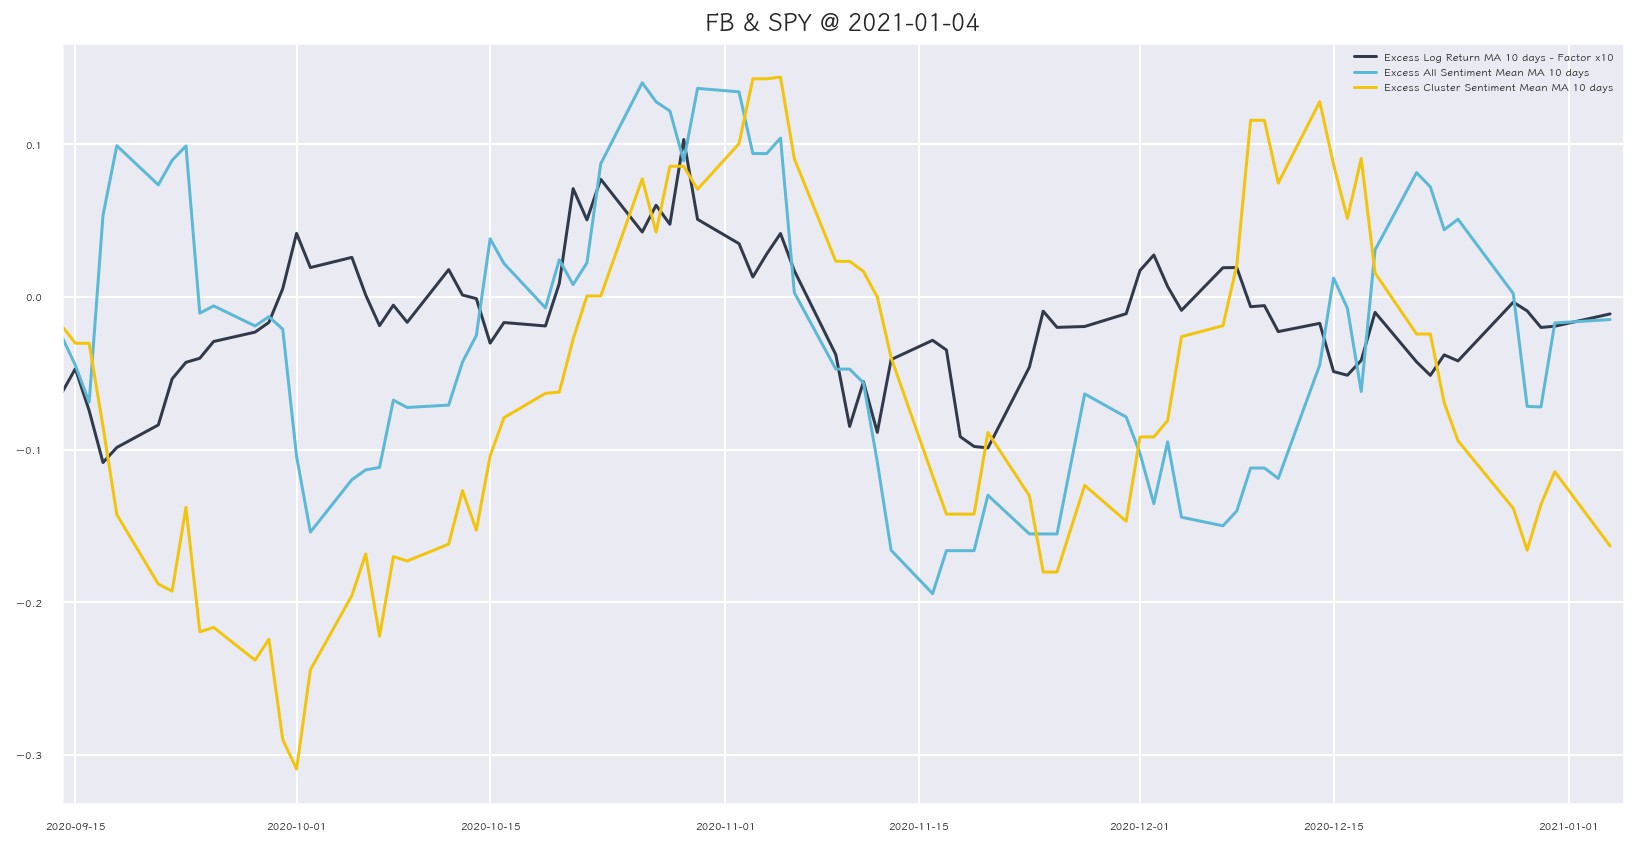 FB & SPY @ 2021-01-04
Excess Log Return MA 10 days - Factor x10
Excess All Sentiment Mean MA 10 days
Excess Cluster Sentiment Mean MA 10 days
0.1
0.0
−0.1
−0.2
−0.3
2020-09-15 2020-10-01 2020-10-15 2020-11-01 2020-11-15 2020-12-01 2020-12-15 2021-01-01